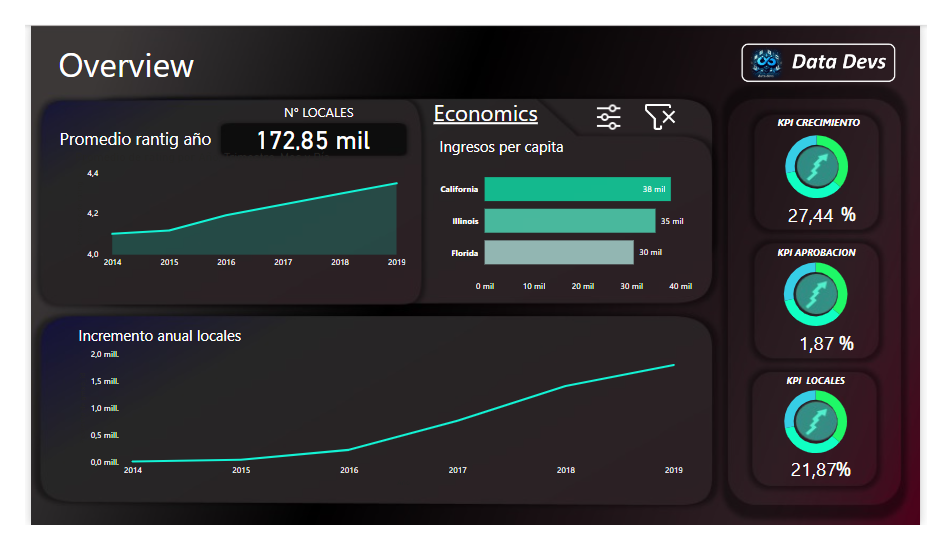 Overview
Data Devs
Nº LOCALES
Promedio rantig año
172,85 mil
4,4
4,2
4,0
2014 2015 2016 2017 2018 2019
Economics
Ingresos per capita
California 38 mil
Illinois 35 mil
Florida 30 mil
0 mil 10 mil 20 mil 30 mil 40 mil
Incremento anual locales
2,0 mill.
1,5 mill.
1,0 mill.
0,5 mill.
0,0 mill.
2014 2015 2016 2017 2018 2019
KPI CRECIMIENTO
27,44 %
KPI APROBACION
1,87 %
KPI LOCALES
21,87%